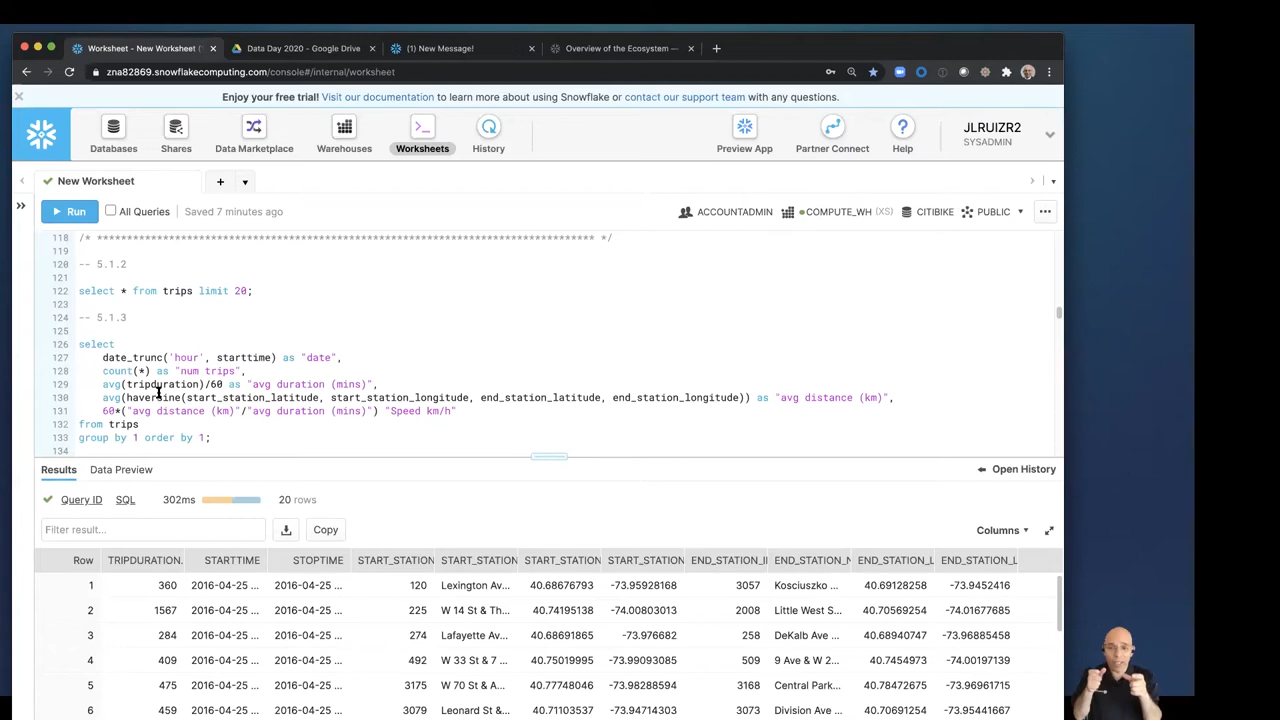 Worksheet - New Worksheet (
Data Day 2020 - Google Drive
(1) New Message!
Overview of the Ecosystem —
zna82869.snowflakecomputing.com/console#/internal/worksheet
Enjoy your free trial! Visit our documentation to learn more about using Snowflake or contact our support team with any questions.
Databases
Shares
Data Marketplace
Warehouses
Worksheets
History
Preview App
Partner Connect
Help
JLRUIZR2
SYSADMIN
New Worksheet
Run
All Queries
Saved 7 minutes ago
ACCOUNTADMIN
COMPUTE_WH (XS)
CITIBIKE
PUBLIC
118 /* *********************************************************************************** */
119
120 -- 5.1.2
121
122 select * from trips limit 20;
123
124 -- 5.1.3
125
126 select
127 date_trunc('hour', starttime) as "date",
128 count(*) as "num trips",
129 avg(tripduration)/60 as "avg duration (mins)",
130 avg(haversine(start_station_latitude, start_station_longitude, end_station_latitude, end_station_longitude)) as "avg distance (km)",
131 60*("avg distance (km)"/"avg duration (mins)") "Speed km/h"
132 from trips
133 group by 1 order by 1;
134
Results
Data Preview
Open History
Query ID SQL 302ms 20 rows
Filter result...
Copy
Columns
Row TRIPDURATION. STARTTIME STOPTIME START_STATION START_STATION START_STATION START_STATION END_STATION_II END_STATION_N END_STATION_L END_STATION_L
1 360 2016-04-25 ... 2016-04-25 ... 120 Lexington Av... 40.68676793 -73.95928168 3057 Kosciuszko ... 40.69128258 -73.9452416
2 1567 2016-04-25 ... 2016-04-25 ... 225 W 14 St & Th... 40.74195138 -74.00803013 2008 Little West S... 40.70569254 -74.01677685
3 284 2016-04-25 ... 2016-04-25 ... 274 Lafayette Av... 40.68691865 -73.976682 258 DeKalb Ave ... 40.68940747 -73.96885458
4 409 2016-04-25 ... 2016-04-25 ... 492 W 33 St & 7 ... 40.75019995 -73.99093085 509 9 Ave & W 2... 40.7454973 -74.00197139
5 475 2016-04-25 ... 2016-04-25 ... 3175 W 70 St & A... 40.77748046 -73.98288594 3168 Central Park... 40.78472675 -73.96961715
6 459 2016-04-25 ... 2016-04-25 ... 3079 Leonard St &... 40.71103537 -73.94714303 3073 Division Ave ... 40.70691254 -73.95441667